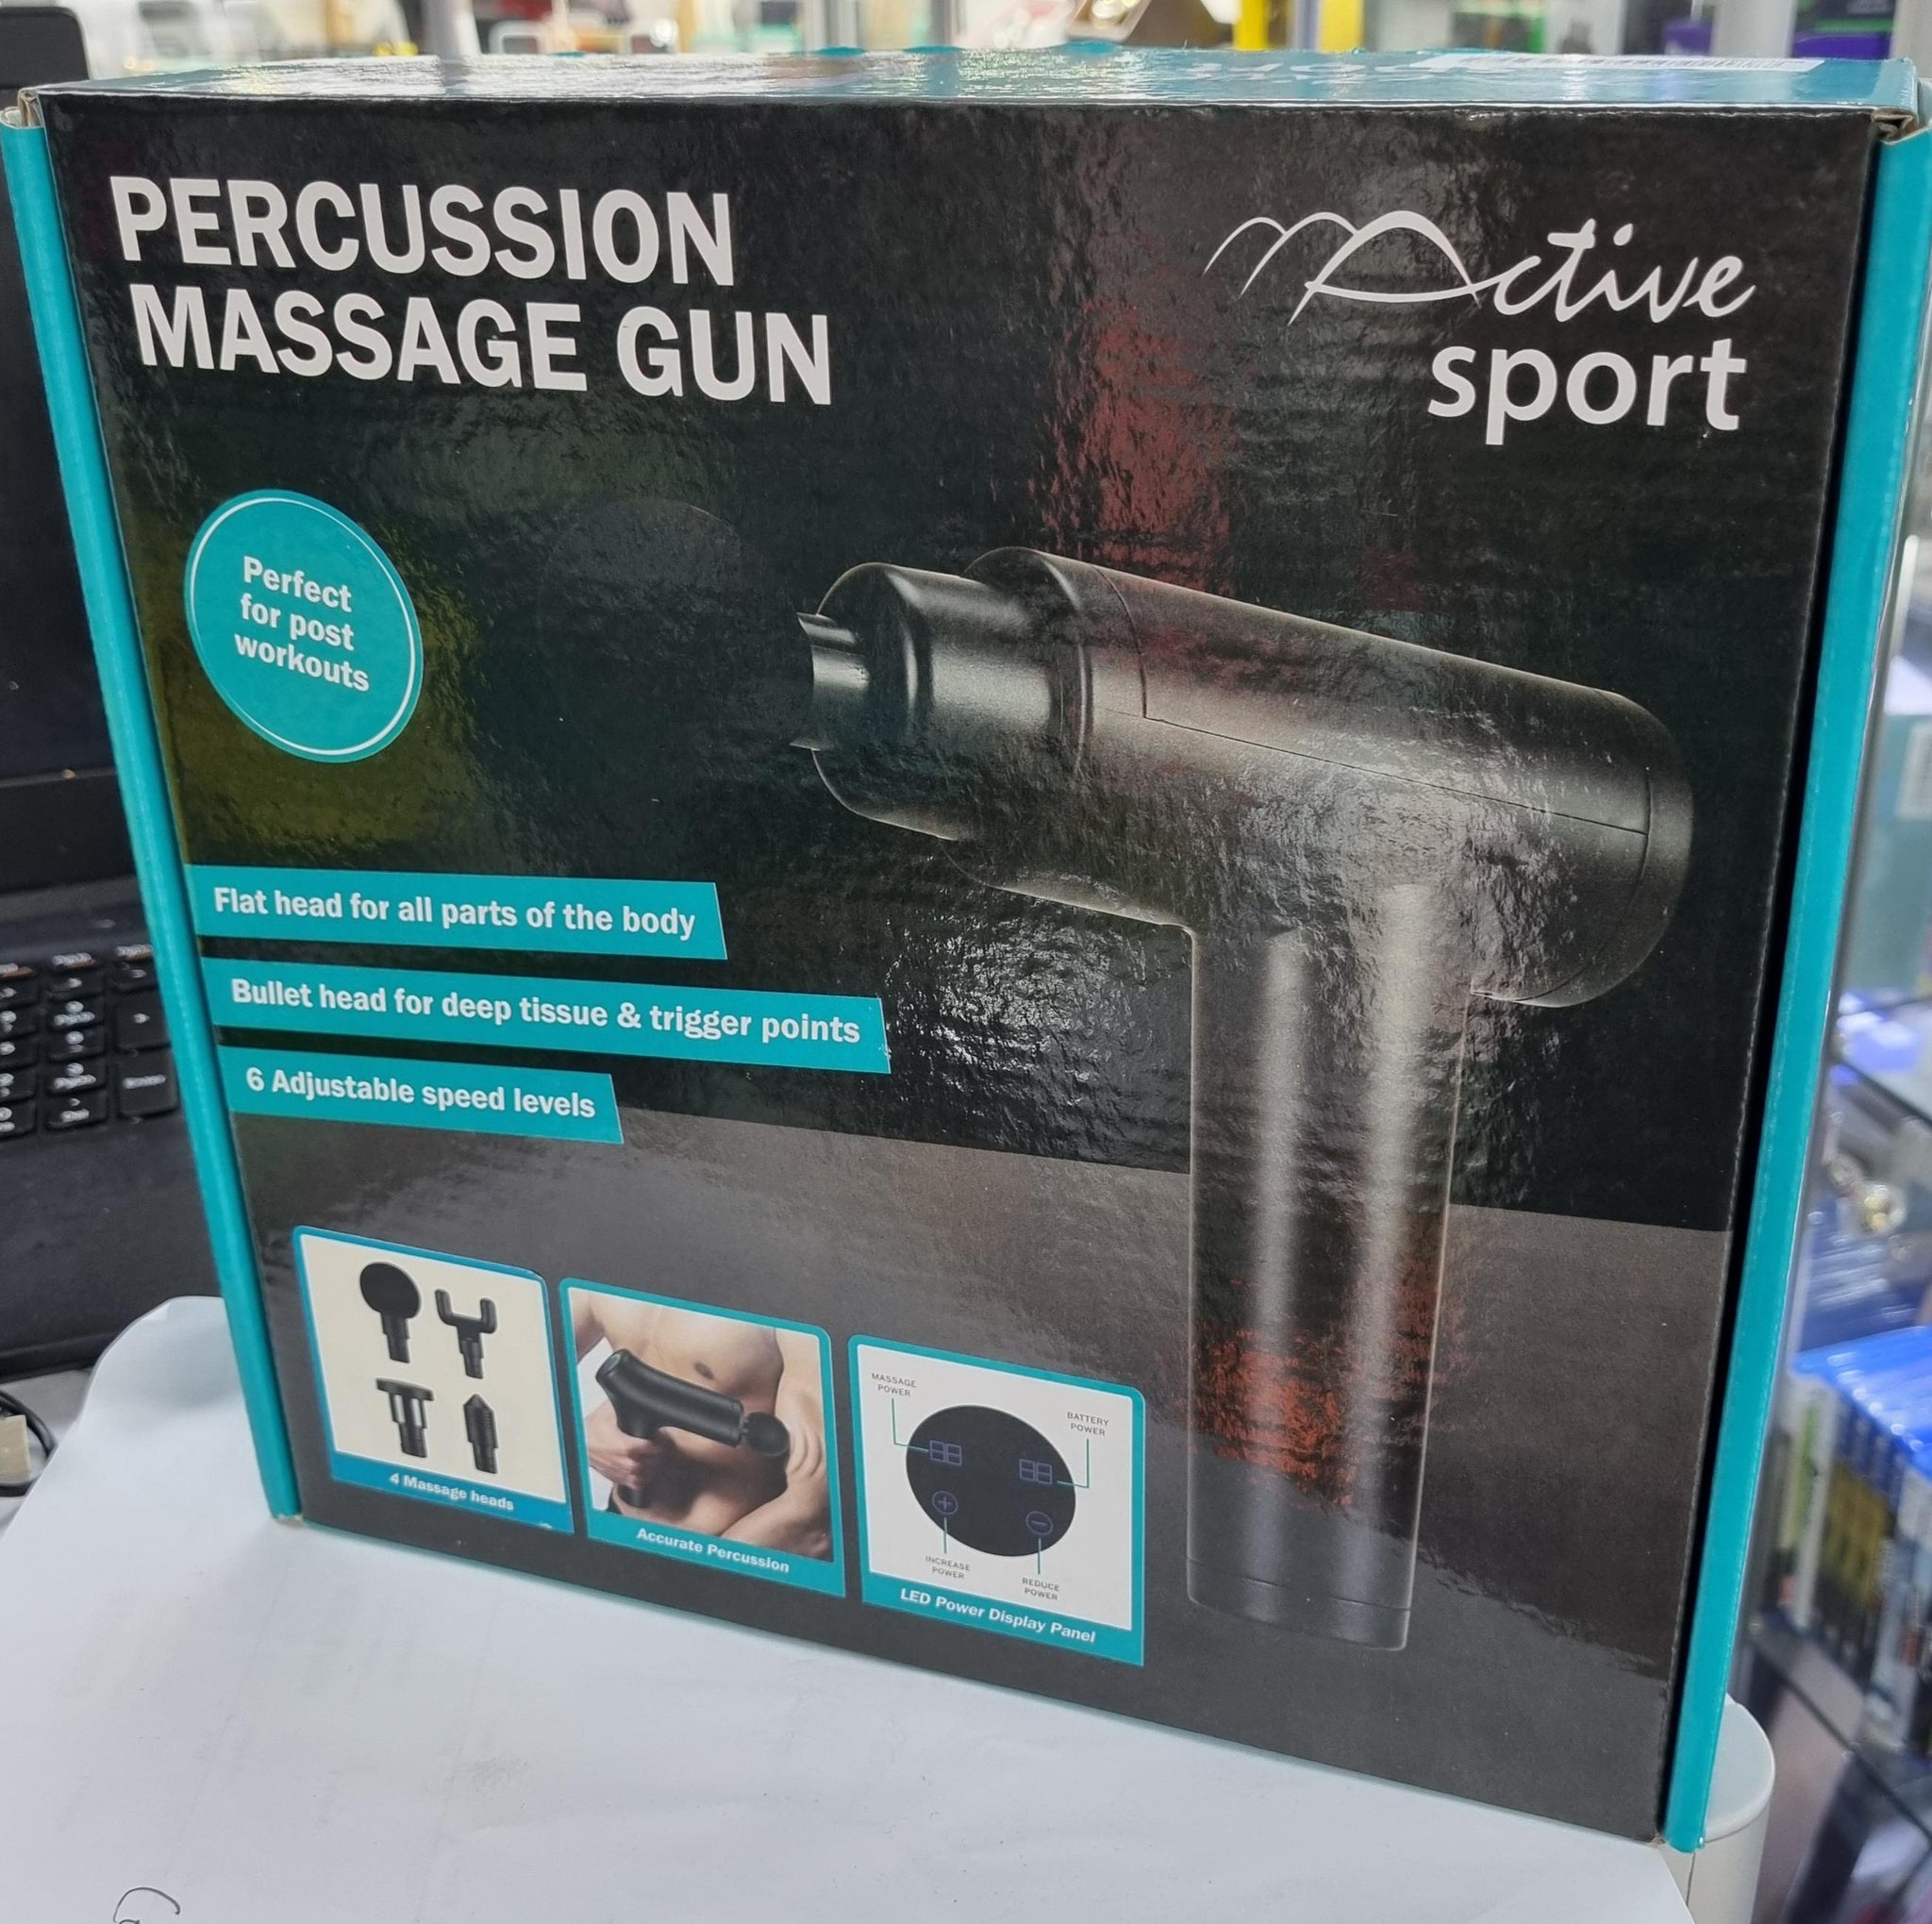 PERCUSSION
MASSAGE GUN
Active
sport
Perfect
for post
workouts
Flat head for all parts of the body
Bullet head for deep tissue & trigger points
6 Adjustable speed levels
4 Massage heads
Accurate Percussion
MASSAGE
POWER
BATTERY
POWER
INCREASE
POWER
REDUCE
POWER
LED Power Display Panel